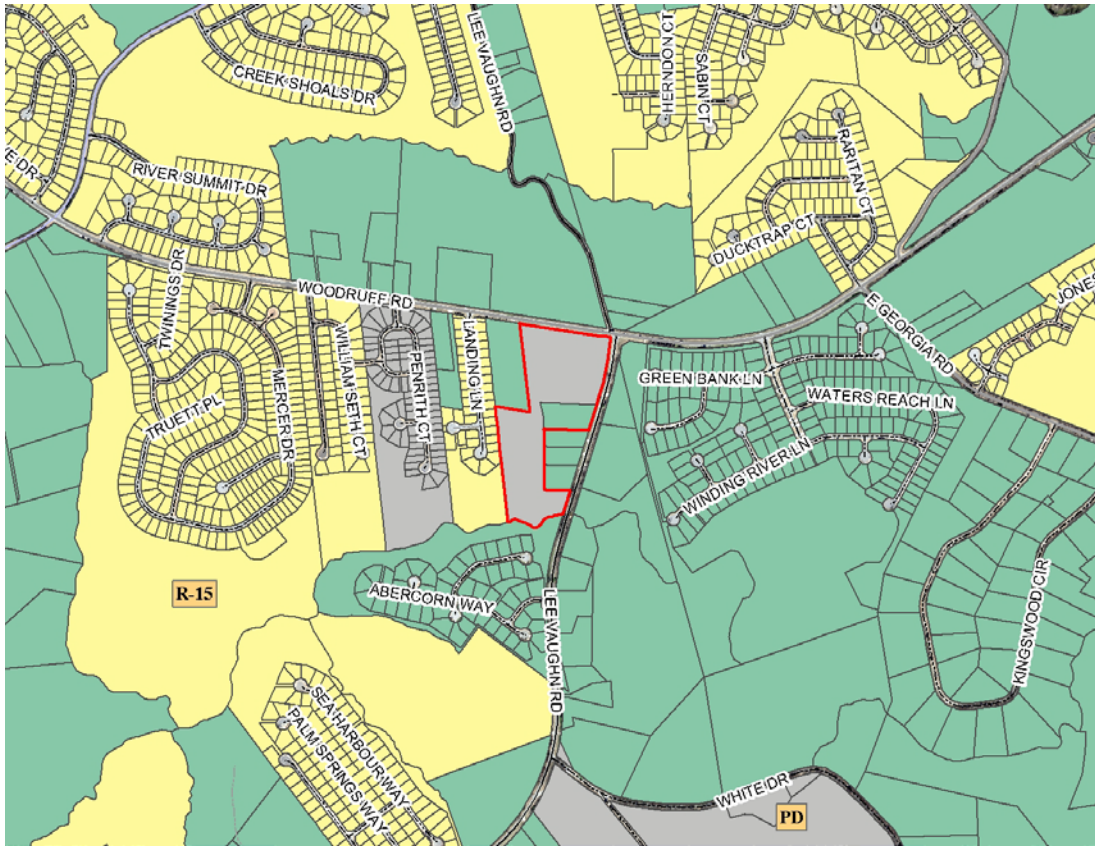 LEE VAUGHN RD
HERNDON CT
SABIN CT
CREEK SHOALS DR
RARITAN CT
E DR
RIVER SUMMIT DR
DUCKTRAP CT
TWININGS DR
WOODRUFF RD
E GEORGIA RD
JONES
WILLIAM SETH CT
PENRITH CT
LANDING LN
MERCER DR
GREEN BANK LN
WATERS REACH LN
TRUETT PL
WINDING RIVER LN
R-15
ABERCORN WAY
LEE VAUGHN RD
KINGSWOOD CIR
SEA HARBOUR WAY
PALM SPRINGS WAY
WHITE DR
PD